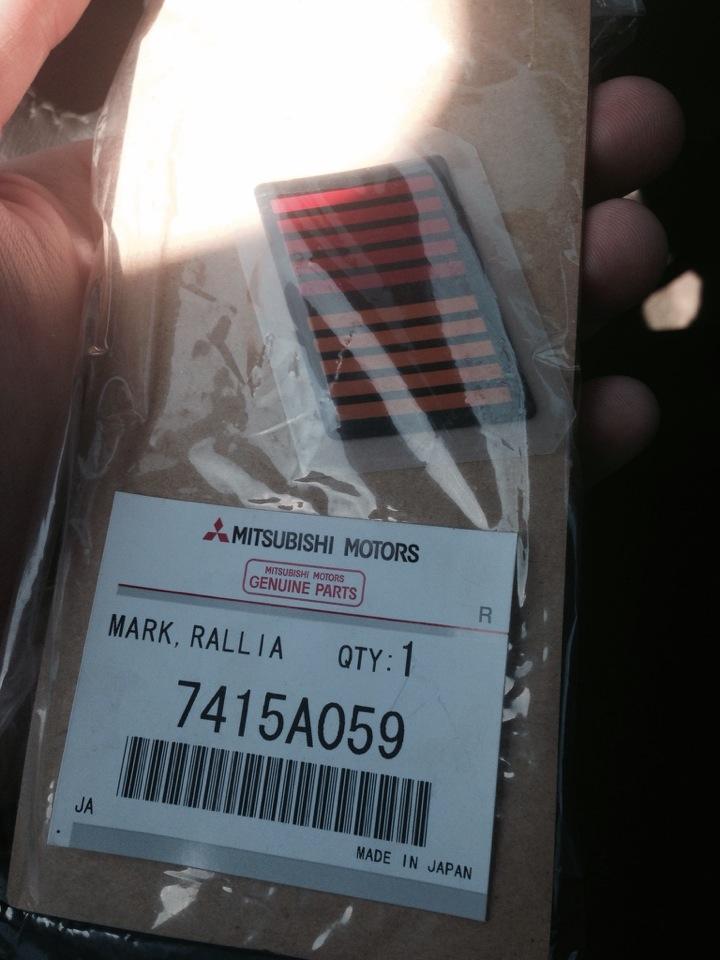 MITSUBISHI MOTORS
MITSUBISHI MOTORS
GENUINE PARTS
R
MARK, RALLIA QTY:1
7415A059
JA
MADE IN JAPAN